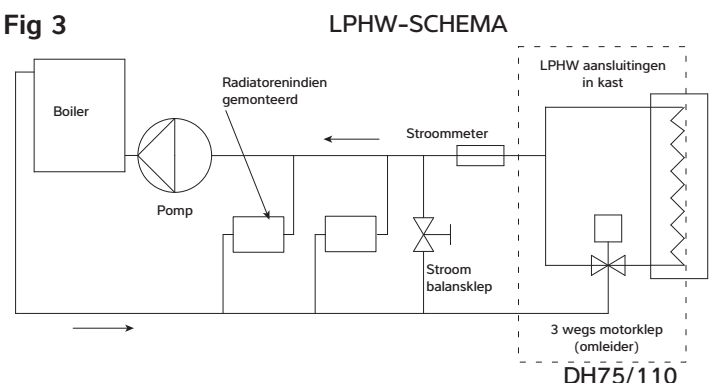 Fig 3
LPHW-SCHEMA
LPHW aansluitingen
in kast
Radiatorenindien
gemonteerd
Boiler
Stroommeter
Pomp
Stroom
balansklep
3 wegs motorklep
(omleider)
DH75/110